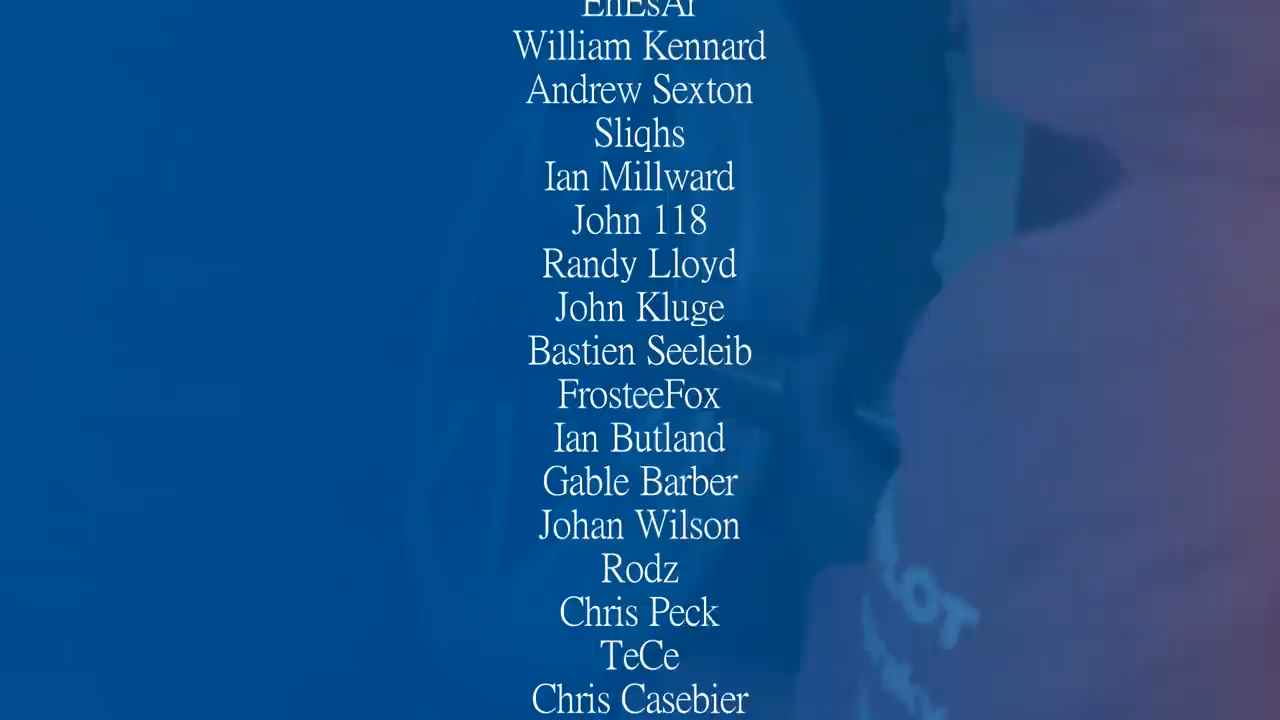 EnEsAr
William Kennard
Andrew Sexton
Sliqhs
Ian Millward
John 118
Randy Lloyd
John Kluge
Bastien Seeleib
FrosteeFox
Ian Butland
Gable Barber
Johan Wilson
Rodz
Chris Peck
TeCe
Chris Casebier